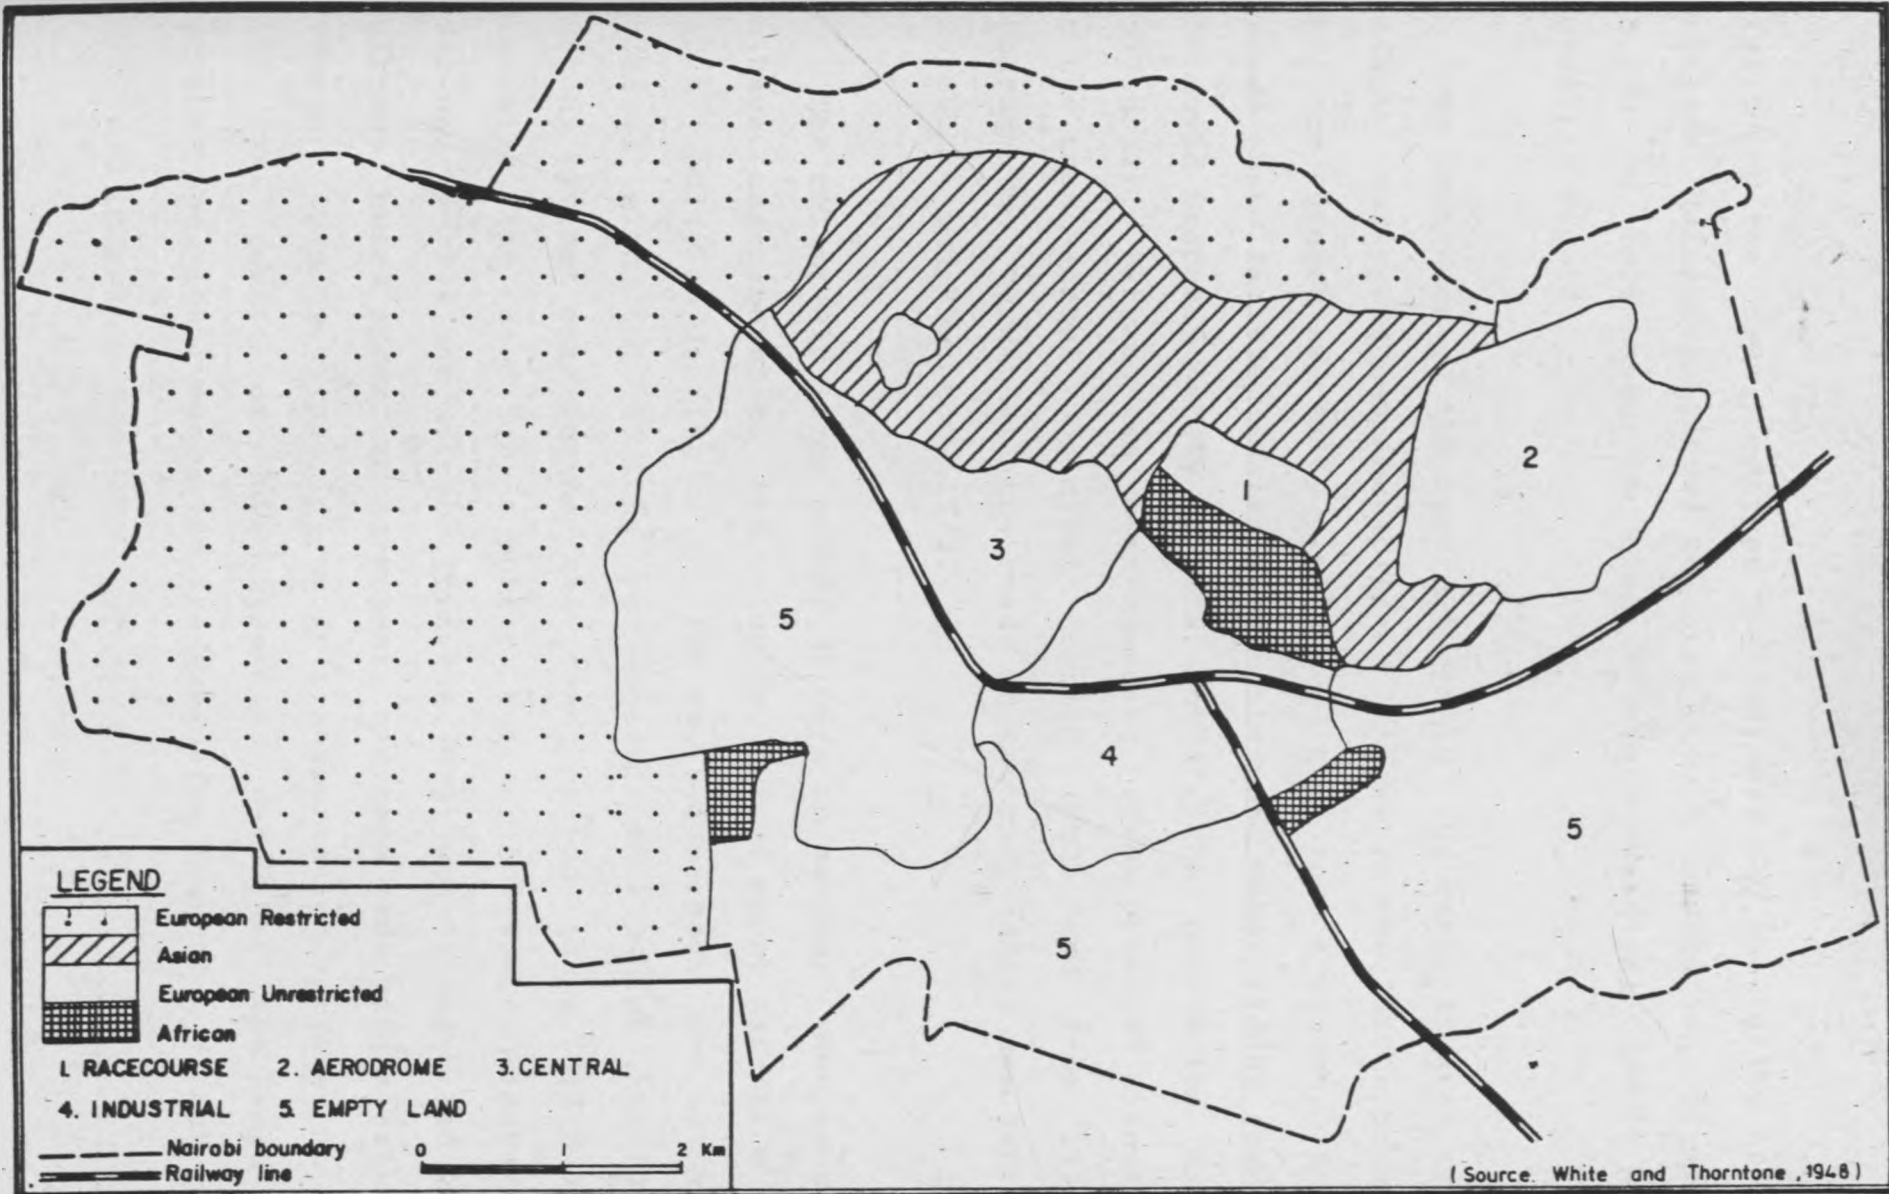 1
2
3
5
4
5
5
LEGEND
European Restricted
Asian
European Unrestricted
African
1. RACECOURSE 2. AERODROME 3. CENTRAL
4. INDUSTRIAL 5. EMPTY LAND
Nairobi boundary 0 1 2 Km
Railway line
(Source. White and Thorntone, 1948)